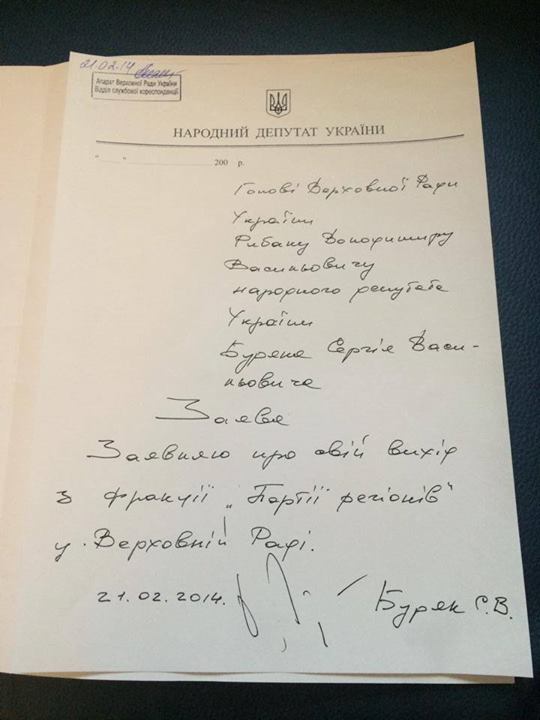 21.02.14
Апарат Верховної Ради України
Відділ службової кореспонденції
НАРОДНИЙ ДЕПУТАТ УКРАЇНИ
"___"____________ 200 р.
Голові Верховної Ради
України
Рибаку Володимиру
Васильовичу
народного депутата
України
Буряка Сергія Васи-
льовича
Заява
Заявляю про свій вихід
з фракції „Партії регіонів"
у Верховній Раді.
21.02.2014. Буряк С.В.